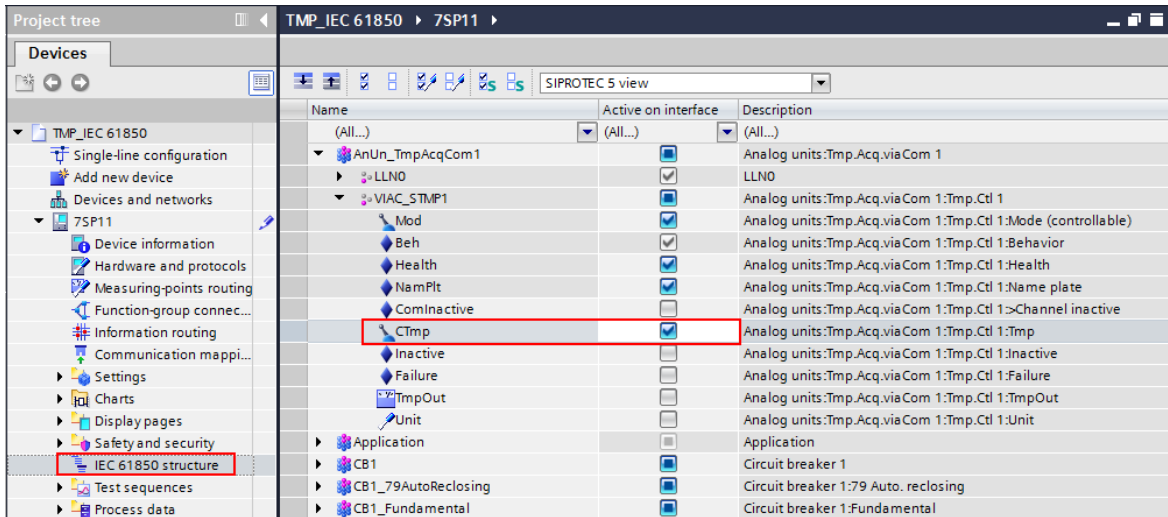 Project tree
TMP_IEC 61850 7SP11
Devices
SIPROTEC 5 view
Name Active on interface Description
(All...) (All...) (All...)
TMP_IEC 61850
Single-line configuration
Add new device
Devices and networks
7SP11
Device information
Hardware and protocols
Measuring-points routing
Function-group connec...
Information routing
Communication mappi...
Settings
Charts
Display pages
Safety and security
IEC 61850 structure
Test sequences
Process data
AnUn_TmpAcqCom1 Analog units:Tmp.Acq.viaCom 1
LLN0 LLN0
VIAC_STMP1 Analog units:Tmp.Acq.viaCom 1:Tmp.Ctl 1
Mod Analog units:Tmp.Acq.viaCom 1:Tmp.Ctl 1:Mode (controllable)
Beh Analog units:Tmp.Acq.viaCom 1:Tmp.Ctl 1:Behavior
Health Analog units:Tmp.Acq.viaCom 1:Tmp.Ctl 1:Health
NamPlt Analog units:Tmp.Acq.viaCom 1:Tmp.Ctl 1:Name plate
ComInactive Analog units:Tmp.Acq.viaCom 1:Tmp.Ctl 1:>Channel inactive
CTmp Analog units:Tmp.Acq.viaCom 1:Tmp.Ctl 1:Tmp
Inactive Analog units:Tmp.Acq.viaCom 1:Tmp.Ctl 1:Inactive
Failure Analog units:Tmp.Acq.viaCom 1:Tmp.Ctl 1:Failure
TmpOut Analog units:Tmp.Acq.viaCom 1:Tmp.Ctl 1:TmpOut
Unit Analog units:Tmp.Acq.viaCom 1:Tmp.Ctl 1:Unit
Application Application
CB1 Circuit breaker 1
CB1_79AutoReclosing Circuit breaker 1:79 Auto. reclosing
CB1_Fundamental Circuit breaker 1:Fundamental